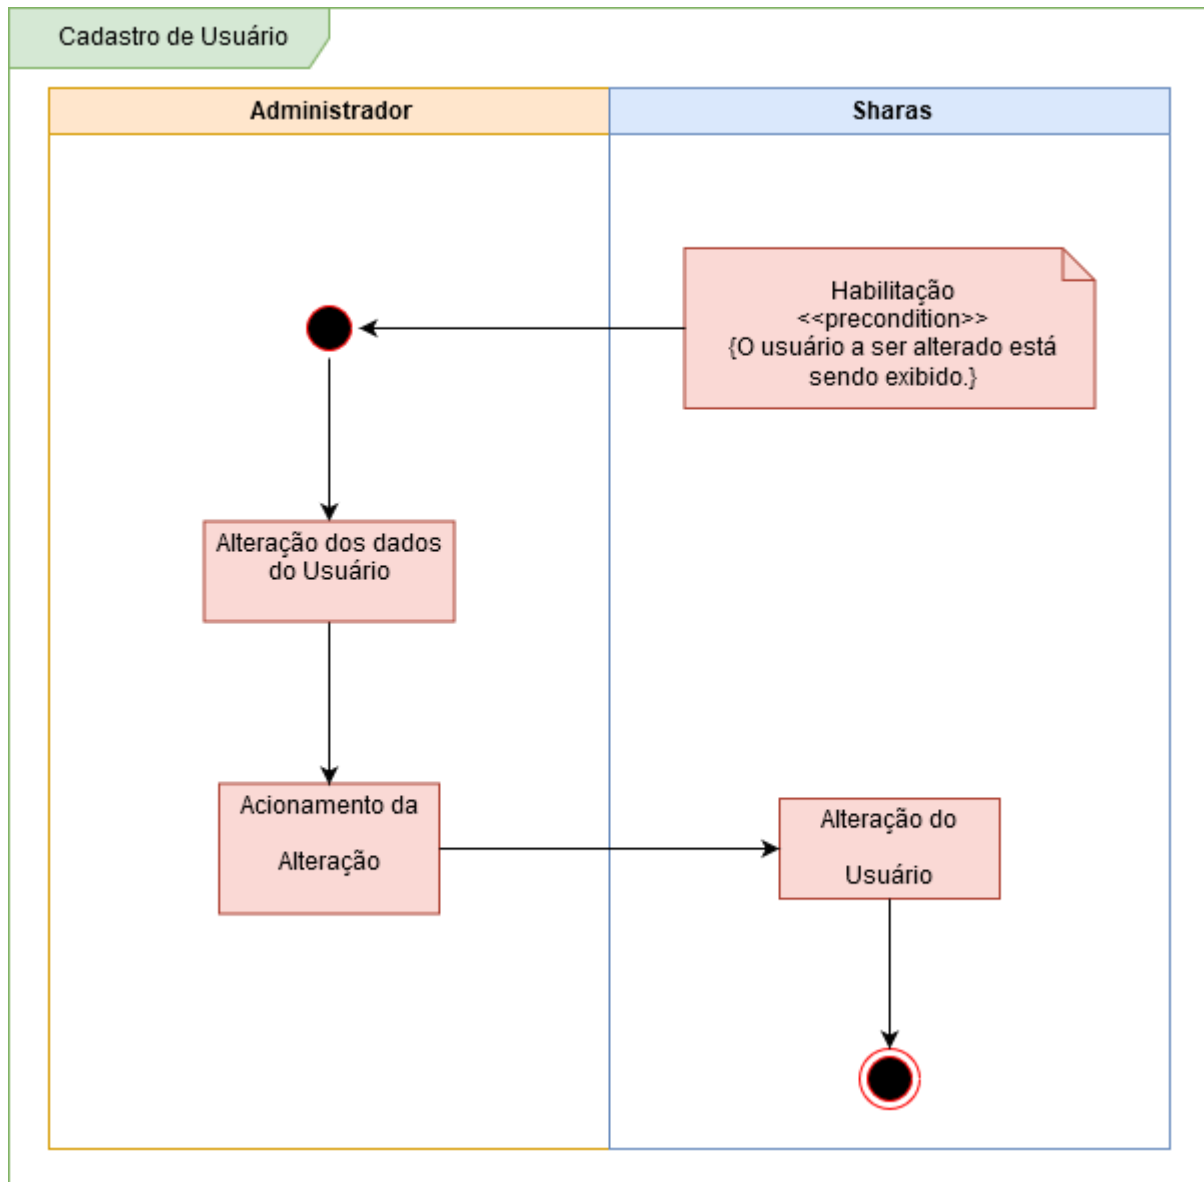 Cadastro de Usuário
Administrador
Sharas
Habilitação
<<precondition>>
{O usuário a ser alterado está
sendo exibido.}
Alteração dos dados
do Usuário
Acionamento da
Alteração
Alteração do
Usuário